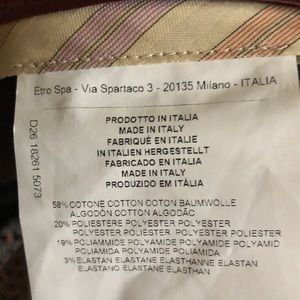 Etro Spa - Via Spartaco 3 - 20135 Milano - ITALIA
D26 18261 5073
PRODOTTO IN ITALIA
MADE IN ITALY
FABRIQUÉ EN ITALIE
IN ITALIEN HERGESTELLT
FABRICADO EN ITALIA
MADE IN ITALY
PRODUZIDO EM ITÁLIA
58% COTONE COTTON COTON BAUMWOLLE
ALGODÓN COTTON ALGODÃO
20% POLIESTERE POLYESTER POLYESTER
POLYESTER POLIÉSTER POLYESTER POLIESTER
19% POLIAMMIDE POLYAMIDE POLYAMIDE POLYAMID
POLIAMIDA POLYAMIDE POLIAMIDA
3% ELASTAN ELASTANE ELASTHANNE ELASTAN
ELASTANO ELASTANE ELASTHAN